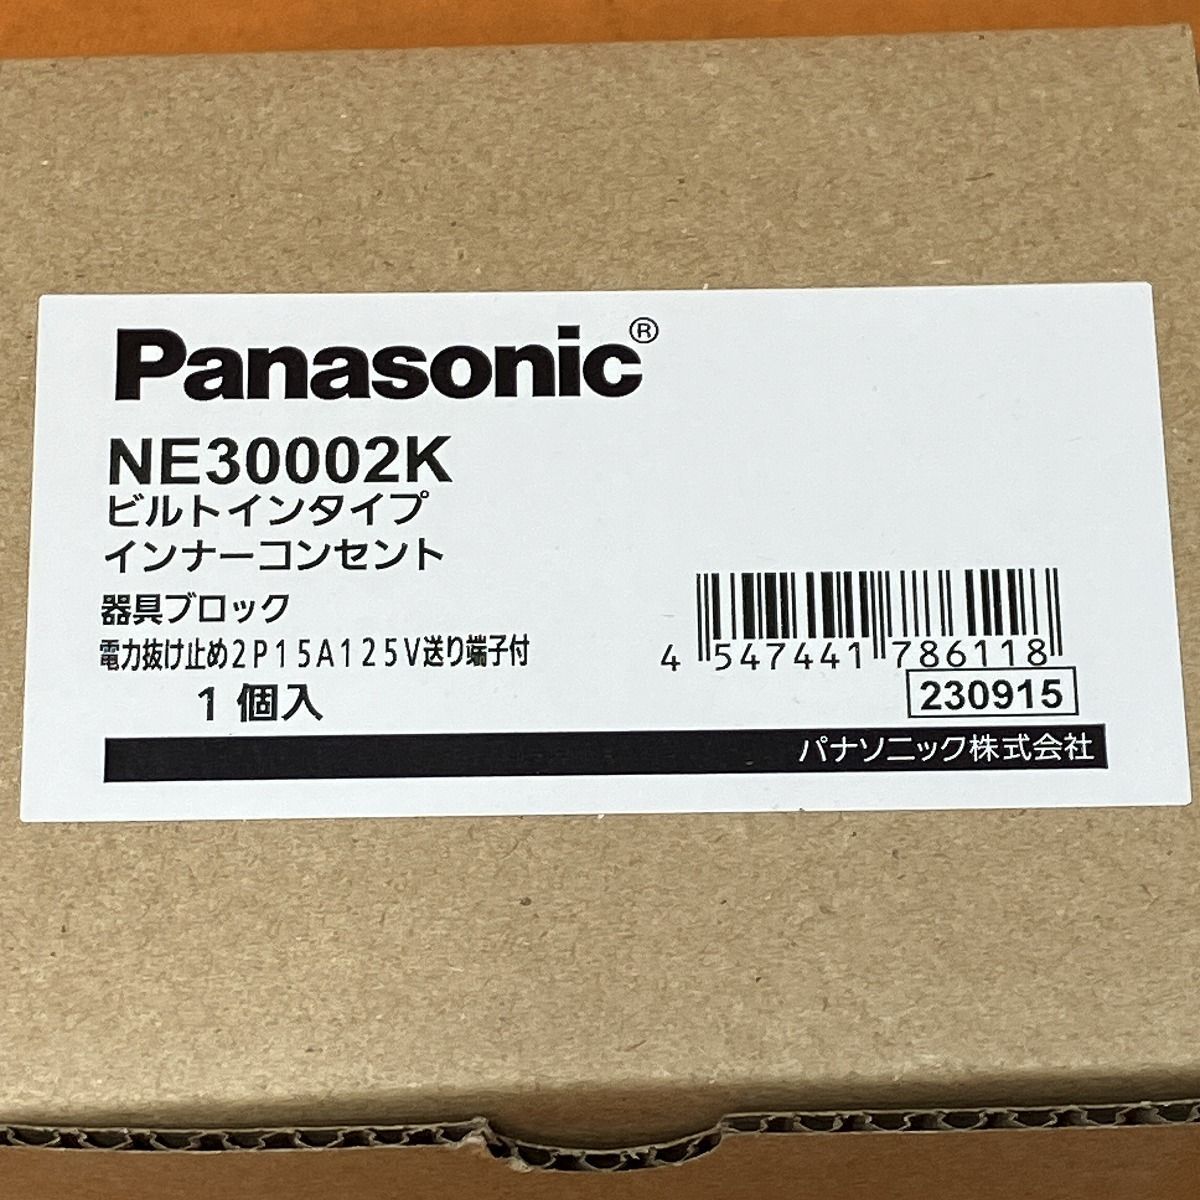 Panasonic®
NE30002K
ビルトインタイプ
インナーコンセント
器具ブロック
電力抜け止め2P15A125V送り端子付
1個入
4 547441 786118
230915
パナソニック株式会社